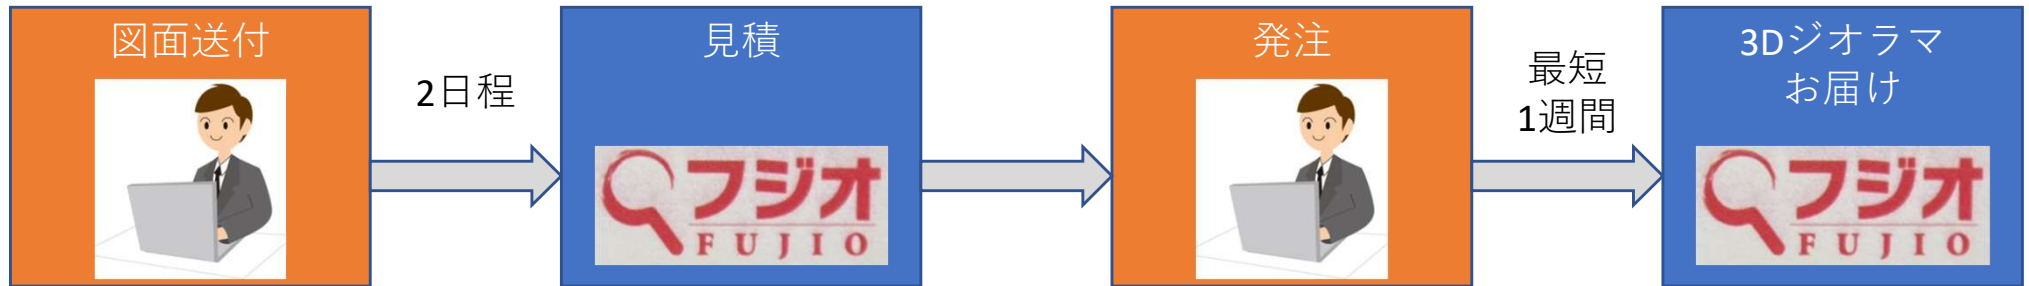 図面送付
2日程
見積
フジオ
FUJIO
発注
最短
1週間
3Dジオラマ
お届け
フジオ
FUJIO